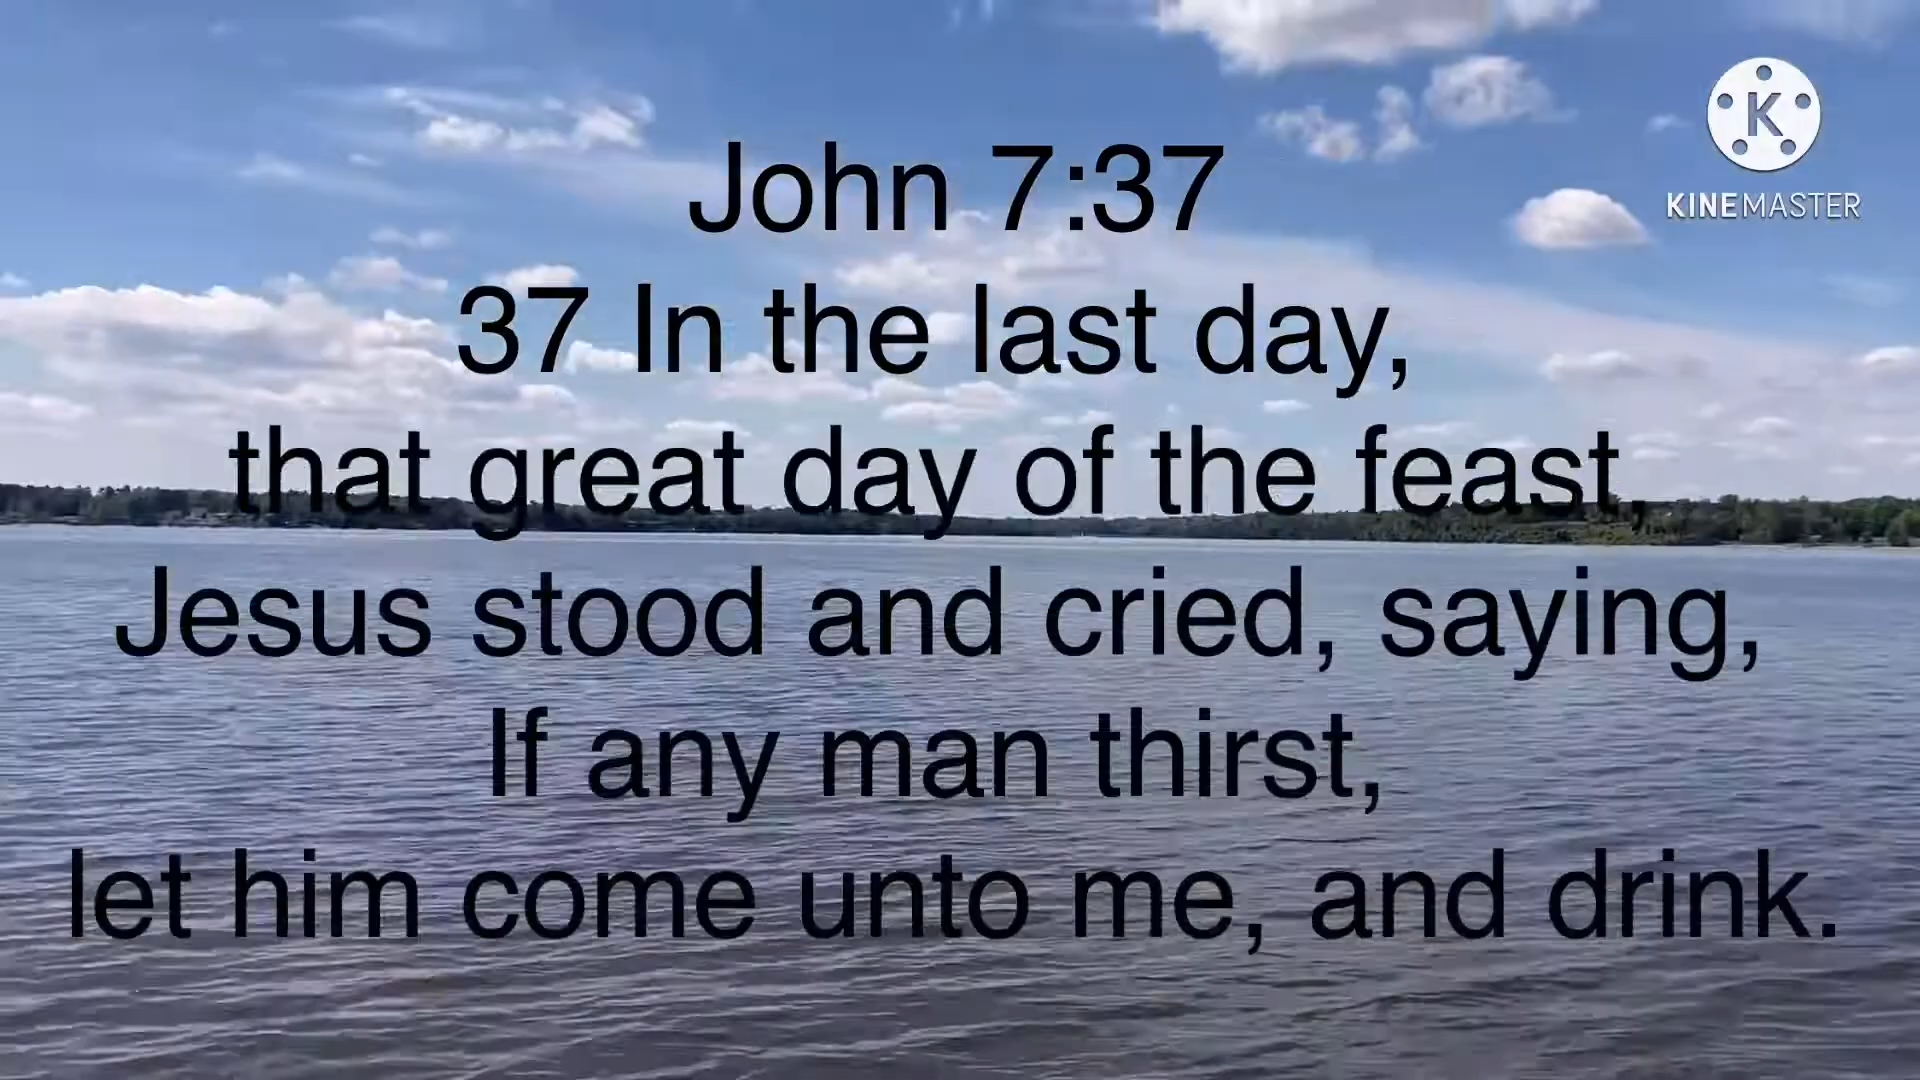 John 7:37
37 In the last day,
that great day of the feast,
Jesus stood and cried, saying,
If any man thirst,
let him come unto me, and drink.
K
KINEMASTER